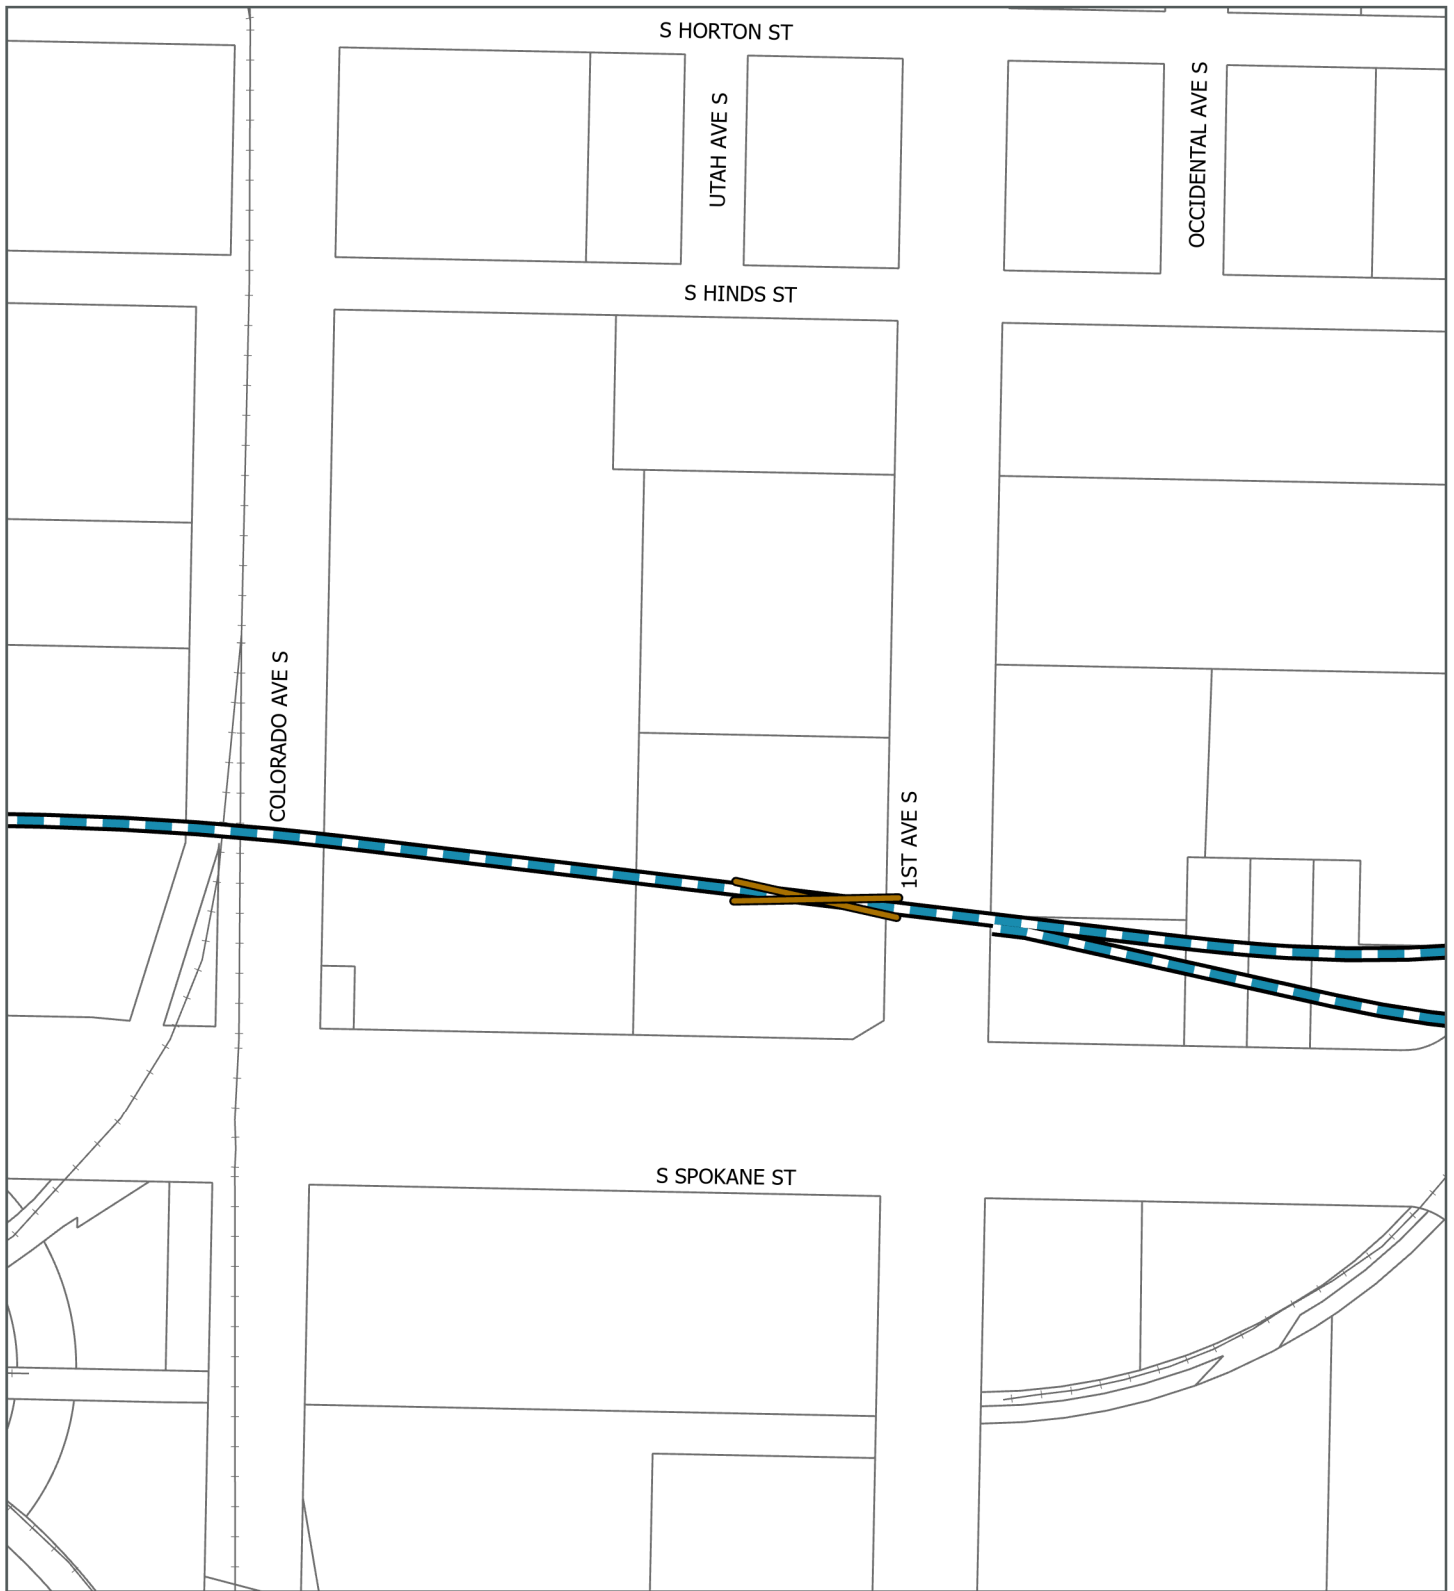 S HORTON ST
UTAH AVE S
OCCIDENTAL AVE S
S HINDS ST
COLORADO AVE S
1ST AVE S
S SPOKANE ST